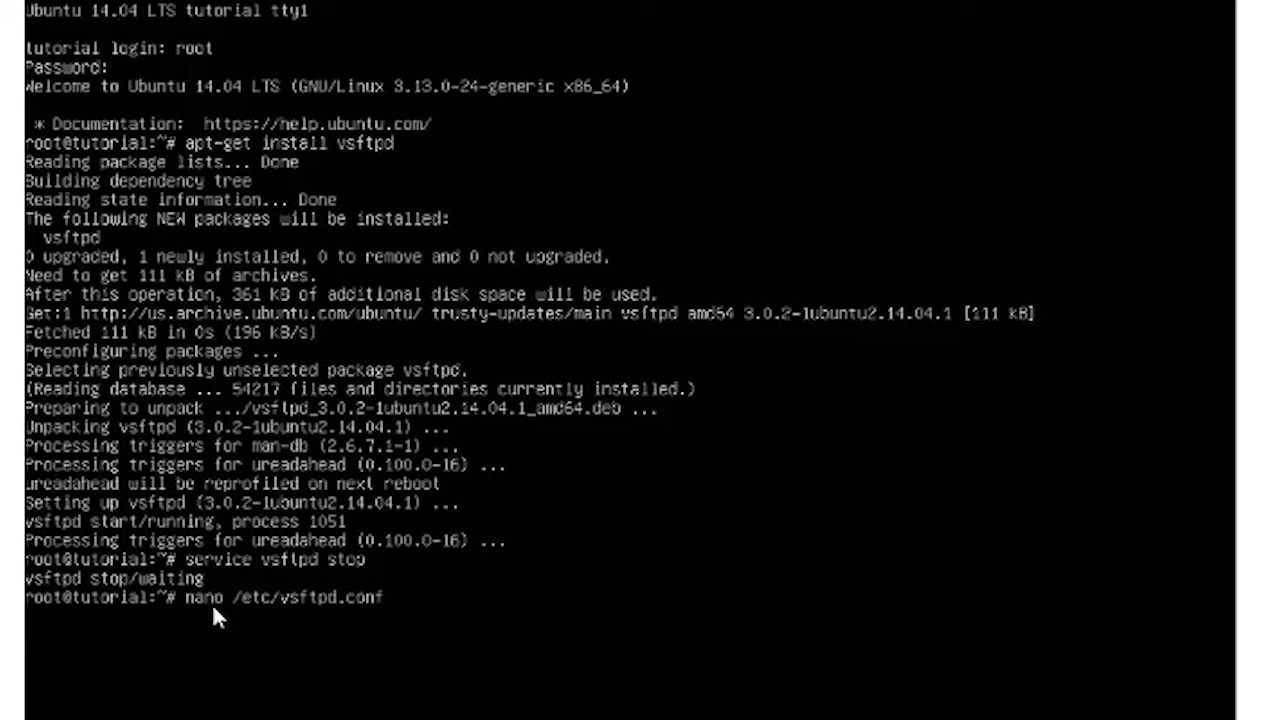 Ubuntu 14.04 LTS tutorial tty1
tutorial login: root
Password:
Welcome to Ubuntu 14.04 LTS (GNU/Linux 3.13.0-24-generic x86_64)
* Documentation:  https://help.ubuntu.com/
root@tutorial:~# apt-get install vsftpd
Reading package lists... Done
Building dependency tree
Reading state information... Done
The following NEW packages will be installed:
vsftpd
0 upgraded, 1 newly installed, 0 to remove and 0 not upgraded.
Need to get 111 kB of archives.
After this operation, 361 kB of additional disk space will be used.
Get:1 http://us.archive.ubuntu.com/ubuntu/ trusty-updates/main vsftpd amd64 3.0.2-1ubuntu2.14.04.1 [111 kB]
Fetched 111 kB in 0s (196 kB/s)
Preconfiguring packages ...
Selecting previously unselected package vsftpd.
(Reading database ... 54217 files and directories currently installed.)
Preparing to unpack .../vsftpd_3.0.2-1ubuntu2.14.04.1_amd64.deb ...
Unpacking vsftpd (3.0.2-1ubuntu2.14.04.1) ...
Processing triggers for man-db (2.6.7.1-1) ...
Processing triggers for ureadahead (0.100.0-16) ...
ureadahead will be reprofiled on next reboot
Setting up vsftpd (3.0.2-1ubuntu2.14.04.1) ...
vsftpd start/running, process 1051
Processing triggers for ureadahead (0.100.0-16) ...
root@tutorial:~# service vsftpd stop
vsftpd stop/waiting
root@tutorial:~# nano /etc/vsftpd.conf